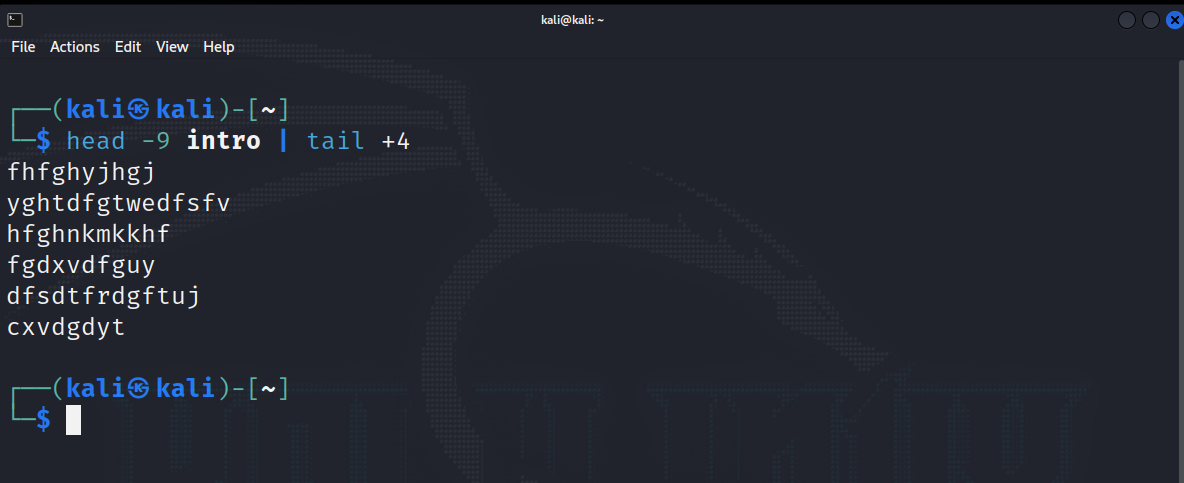 kali@kali: ~
File Actions Edit View Help
┌──(kali㉿kali)-[~]
└─$ head -9 intro | tail +4
fhfghyjhgj
yghtdfgtwedfsfv
hfghnkmkkhf
fgdxvdfguy
dfsdtfrdgftuj
cxvdgdyt
┌──(kali㉿kali)-[~]
└─$